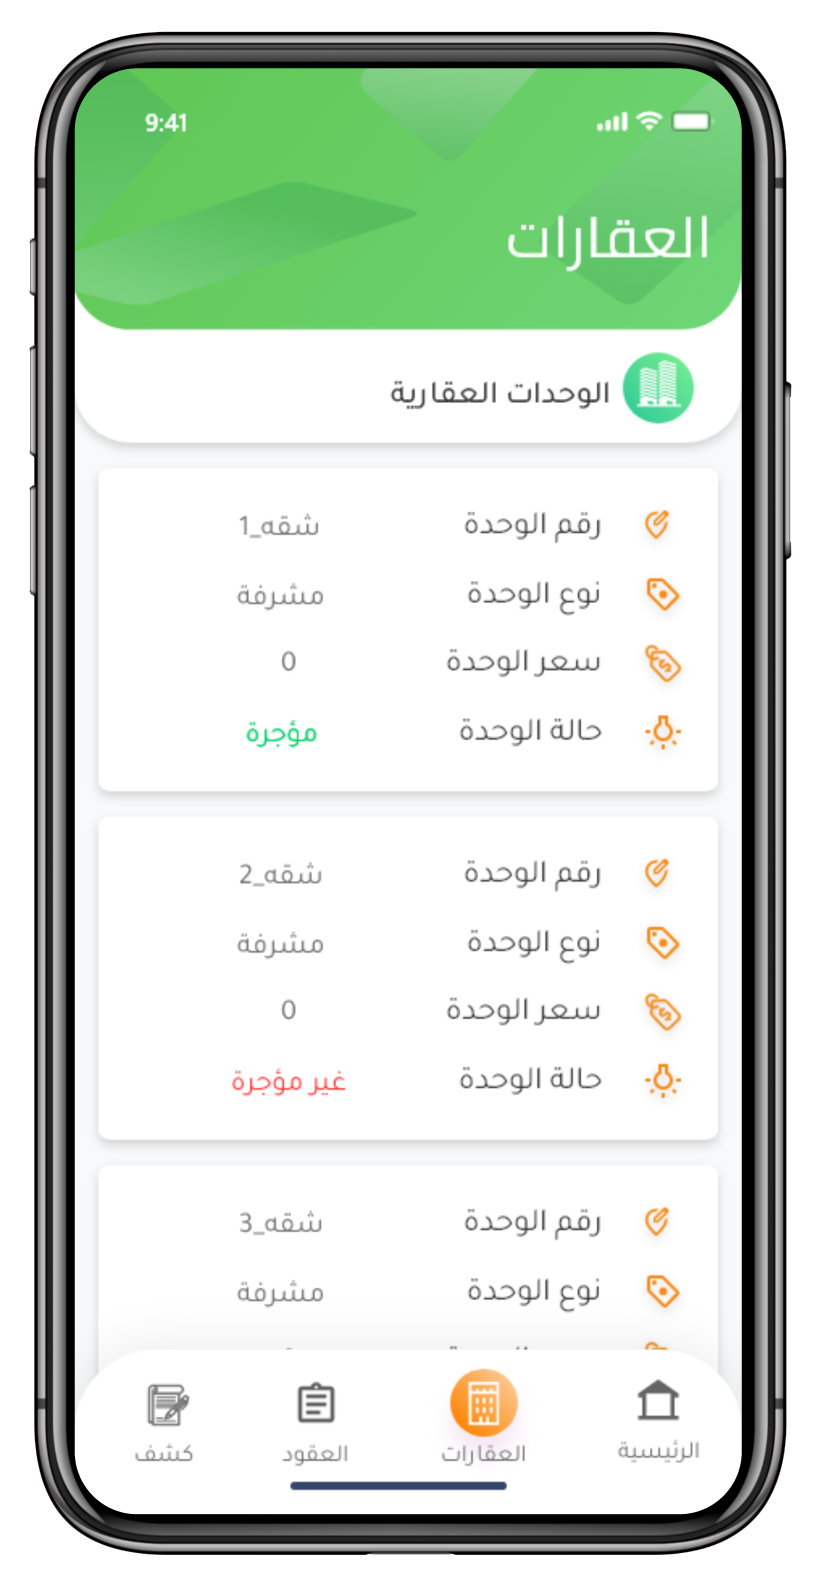 9:41
العقارات
الوحدات العقارية
رقم الوحدة شقه_1
نوع الوحدة مشرفة
سعر الوحدة 0
حالة الوحدة مؤجرة
رقم الوحدة شقه_2
نوع الوحدة مشرفة
سعر الوحدة 0
حالة الوحدة غير مؤجرة
رقم الوحدة شقه_3
نوع الوحدة مشرفة
الرئيسية العقارات العقود كشف